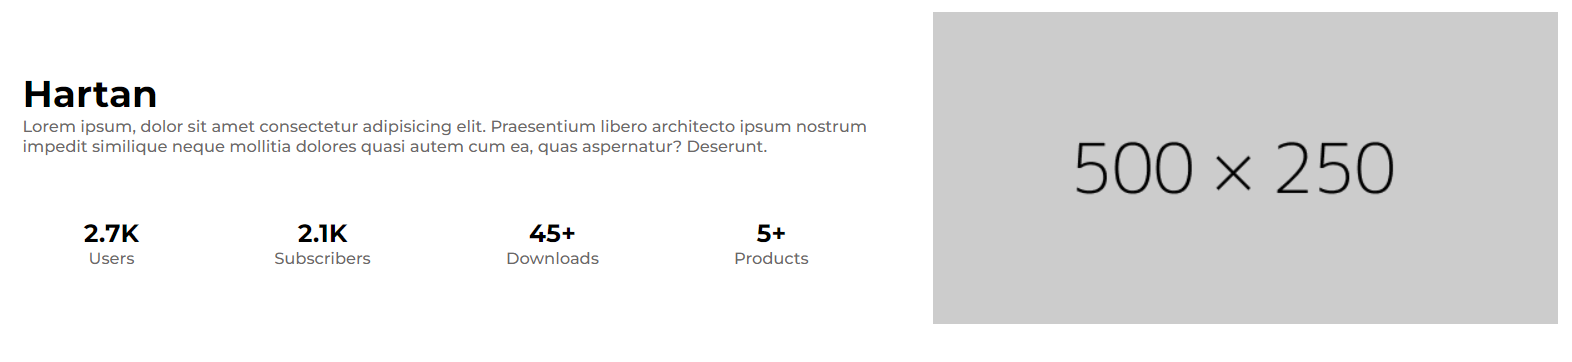 Hartan
Lorem ipsum, dolor sit amet consectetur adipisicing elit. Praesentium libero architecto ipsum nostrum
impedit similique neque mollitia dolores quasi autem cum ea, quas aspernatur? Deserunt.
2.7K
Users
2.1K
Subscribers
45+
Downloads
5+
Products
500 × 250